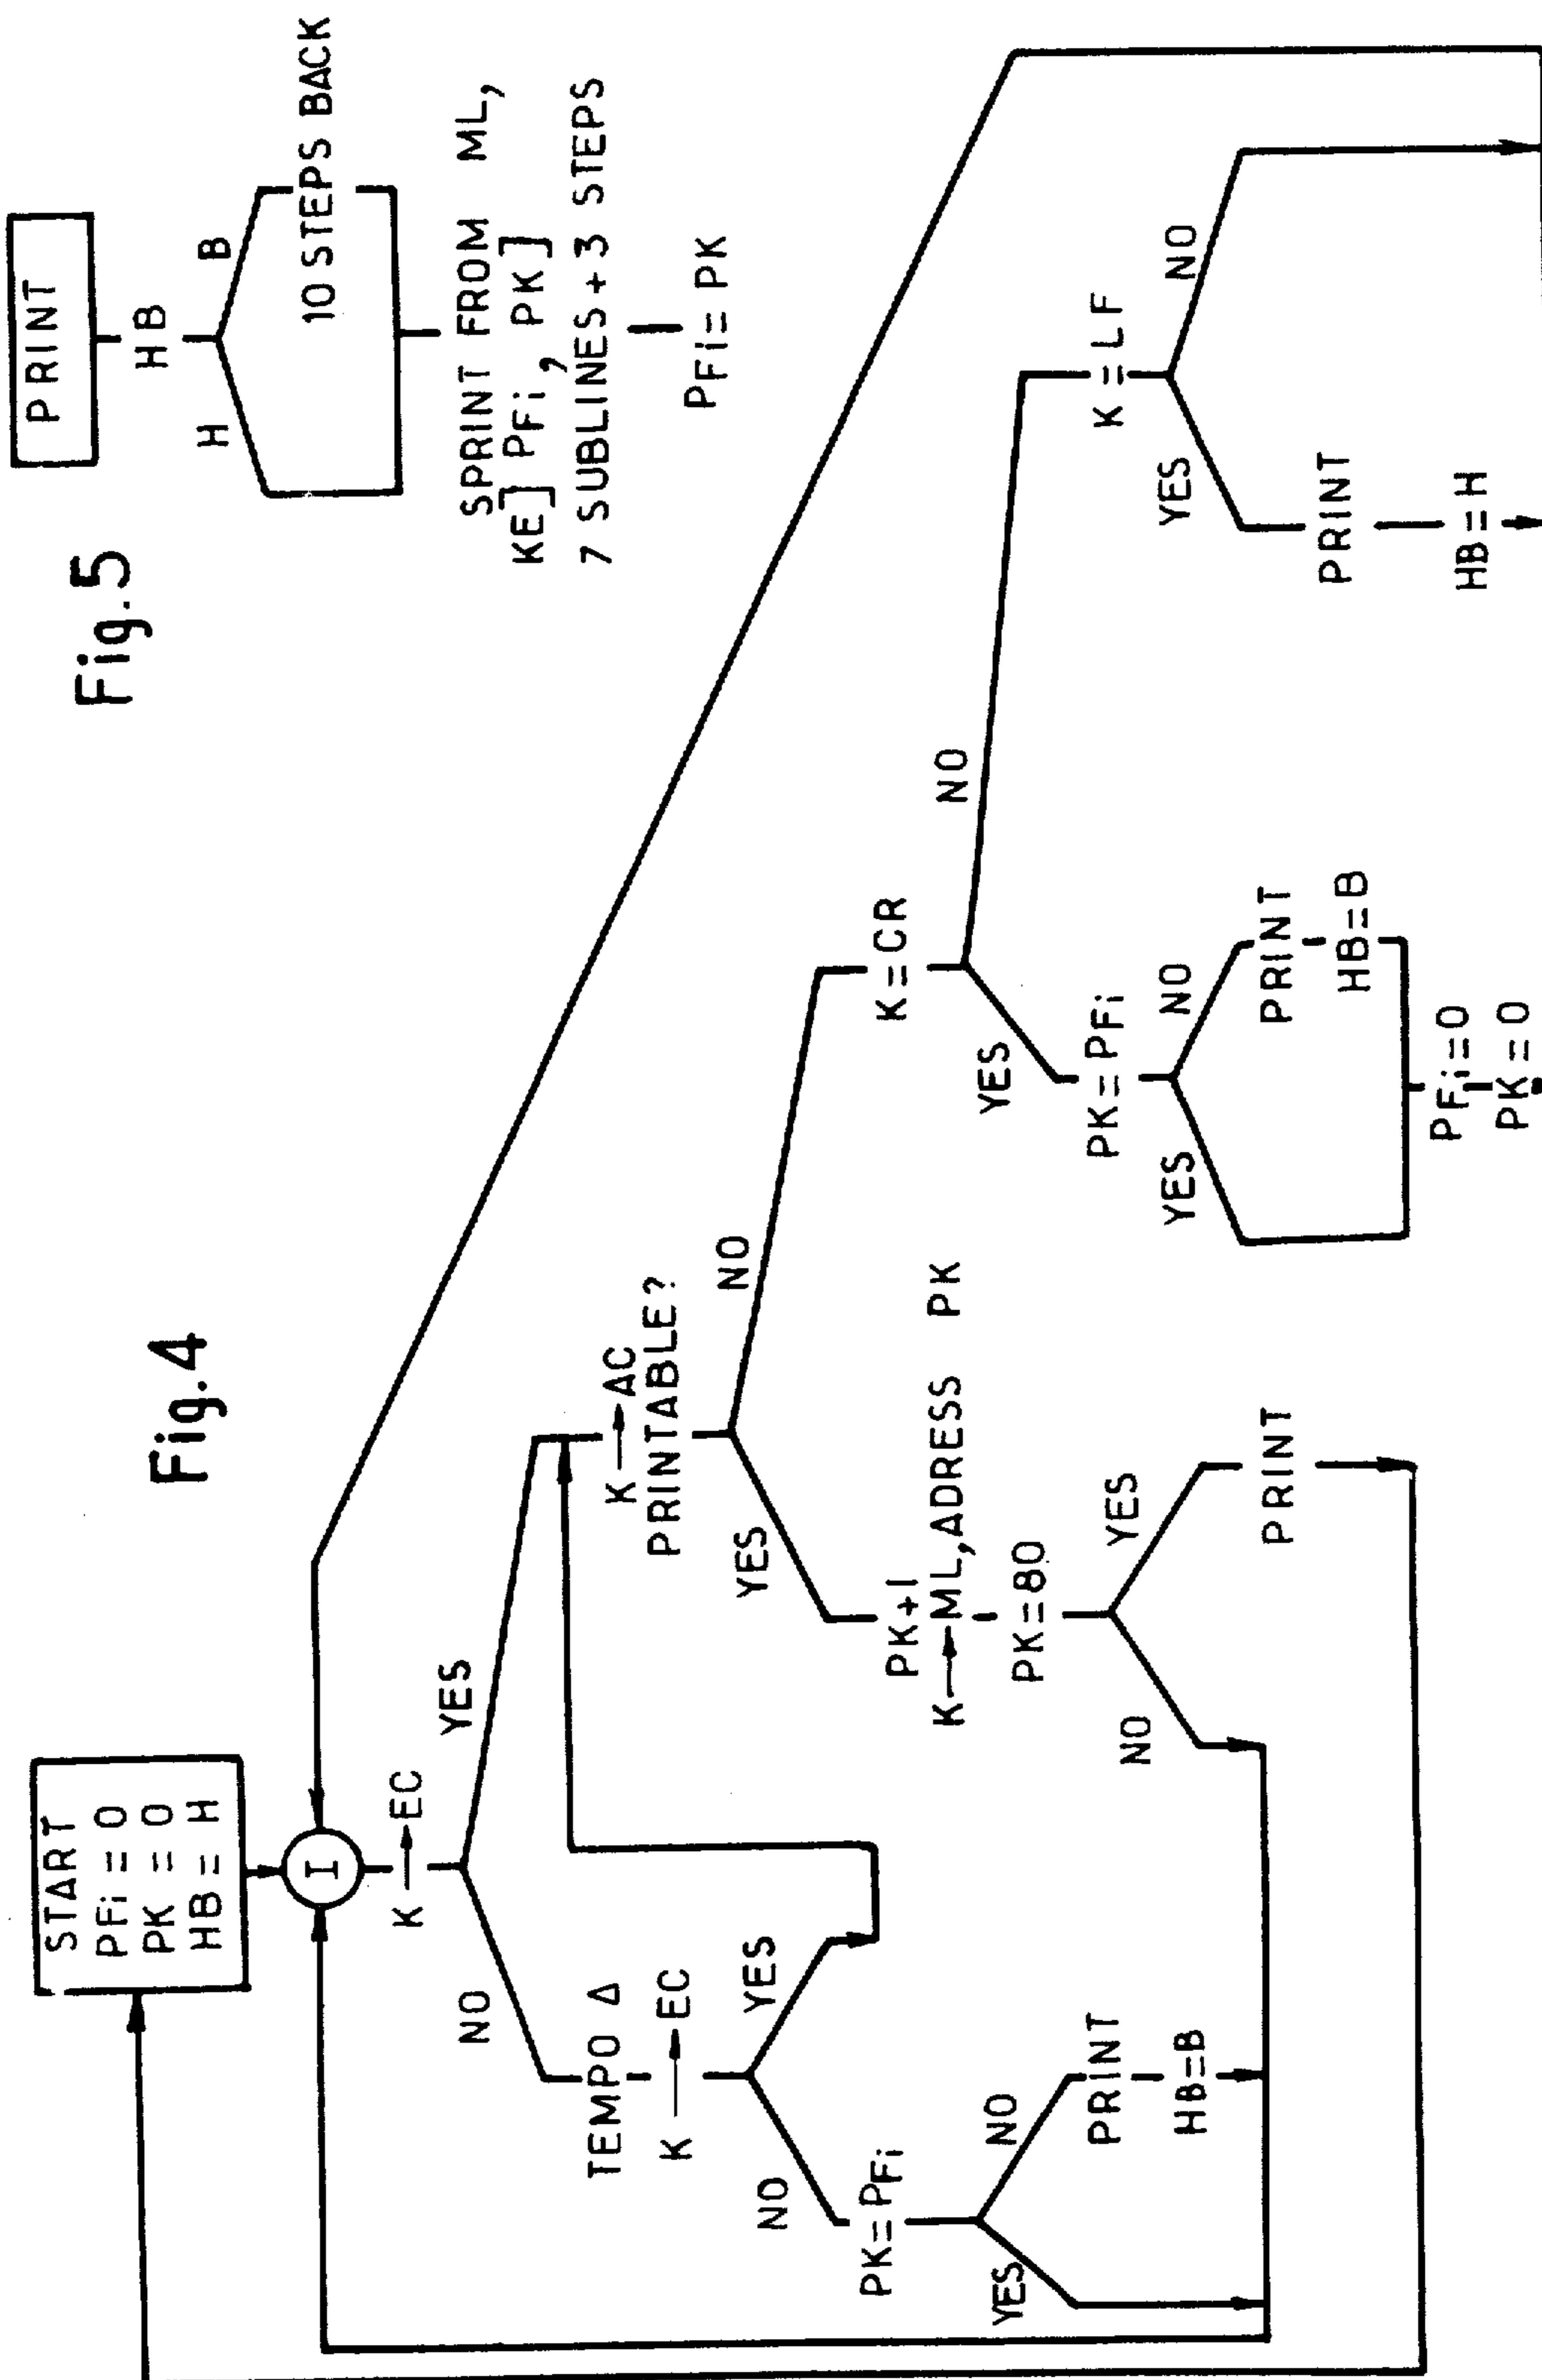 Fig.4
START
PFi = 0
PK = 0
HB = H
I
K → EC
NO
YES
TEMPO Δ
K → EC
NO
YES
PK = PFi
YES
NO
PRINT
HB=B
K → AC
PRINTABLE?
YES
NO
PK+1
K → ML, ADRESS PK
PK = 80
NO
YES
PRINT
K = CR
YES
NO
PK = PFi
YES
NO
PRINT
HB=B
PFi=0
PK=0
K = LF
YES
NO
PRINT
HB=H
Fig.5
PRINT
HB
H
B
10 STEPS BACK
SPRINT FROM ML,
KE] PFi, PK]
7 SUBLINES+3 STEPS
PFi= PK